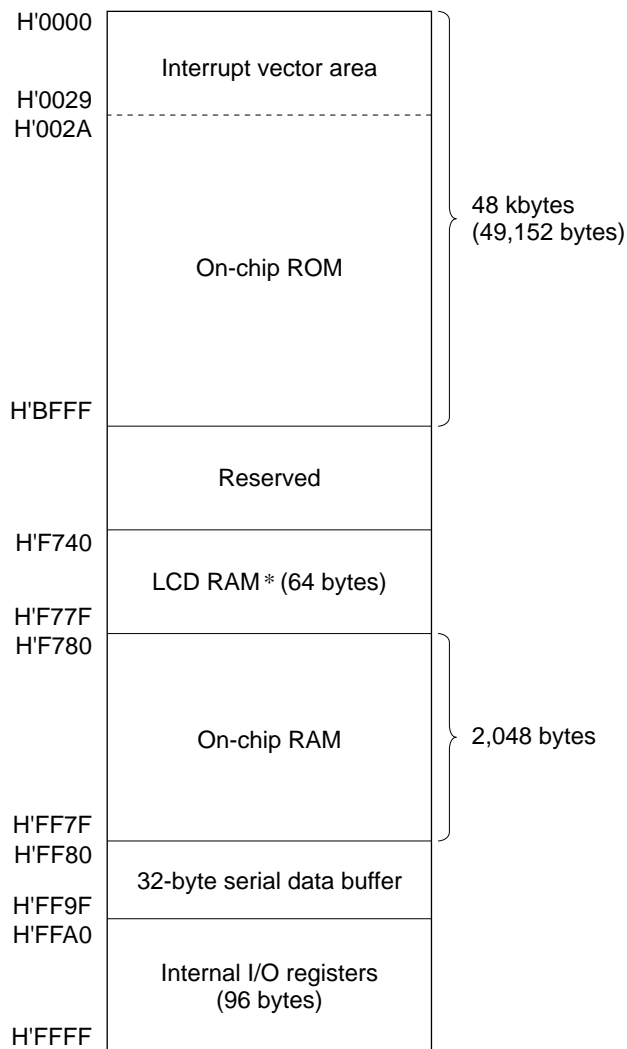 H'0000
Interrupt vector area
H'0029
H'002A
48 kbytes
(49,152 bytes)
On-chip ROM
H'BFFF
Reserved
H'F740
LCD RAM * (64 bytes)
H'F77F
H'F780
On-chip RAM
2,048 bytes
H'FF7F
H'FF80
32-byte serial data buffer
H'FF9F
H'FFA0
Internal I/O registers
(96 bytes)
H'FFFF